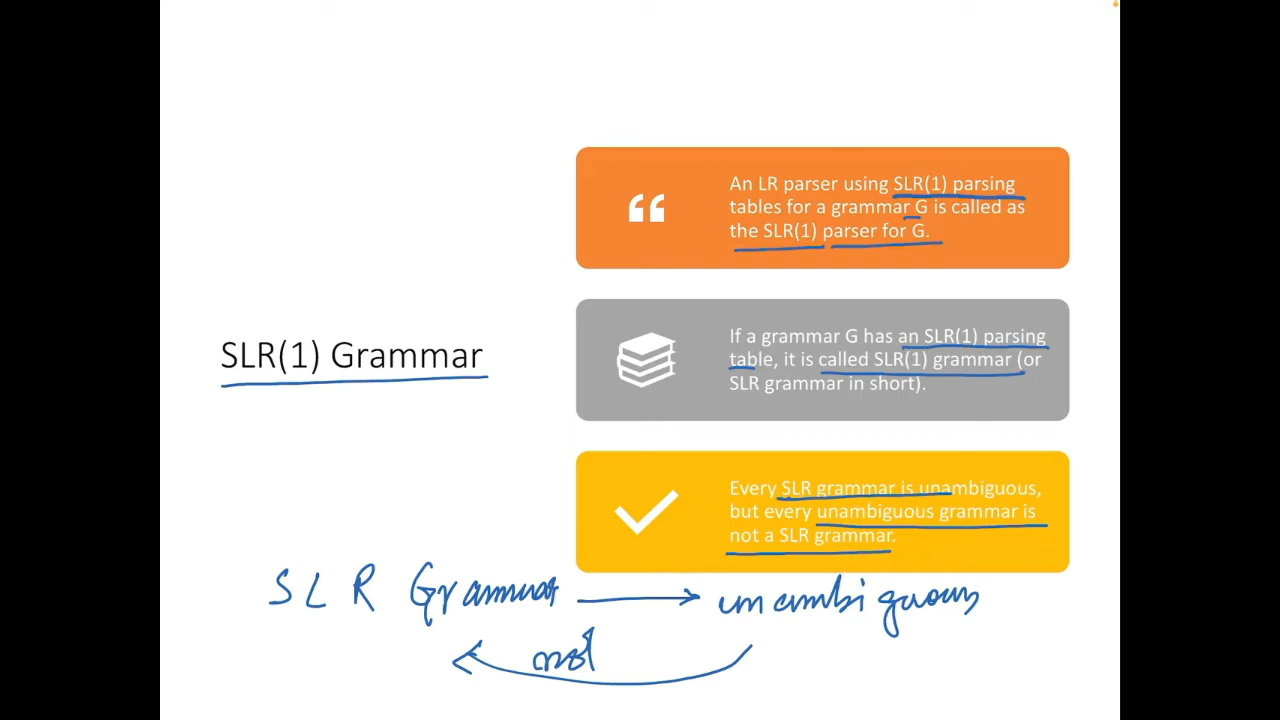 An LR parser using SLR(1) parsing
tables for a grammar G is called as
the SLR(1) parser for G.
SLR(1) Grammar
If a grammar G has an SLR(1) parsing
table, it is called SLR(1) grammar (or
SLR grammar in short).
Every SLR grammar is unambiguous,
but every unambiguous grammar is
not a SLR grammar.
SLR Grammar unambiguous
not